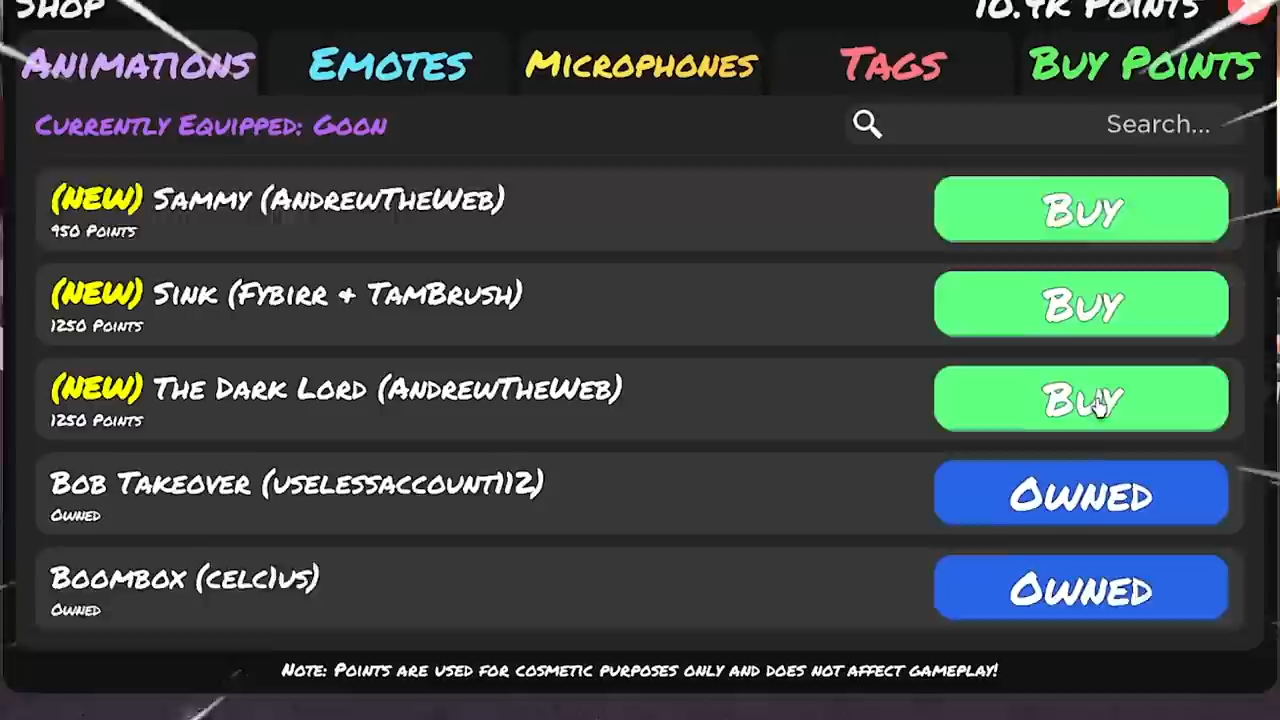 Shop
10.4K Points
Animations
Emotes
Microphones
Tags
Buy Points
Currently Equipped: Goon
Search...
(NEW) Sammy (AndrewTheWeb)
950 Points
Buy
(NEW) Sink (Fybirr & TamBrush)
1250 Points
Buy
(NEW) The Dark Lord (AndrewTheWeb)
1250 Points
Buy
Bob Takeover (uselessaccount112)
Owned
Owned
Boombox (celc1us)
Owned
Owned
Note: Points are used for cosmetic purposes only and does not affect gameplay!